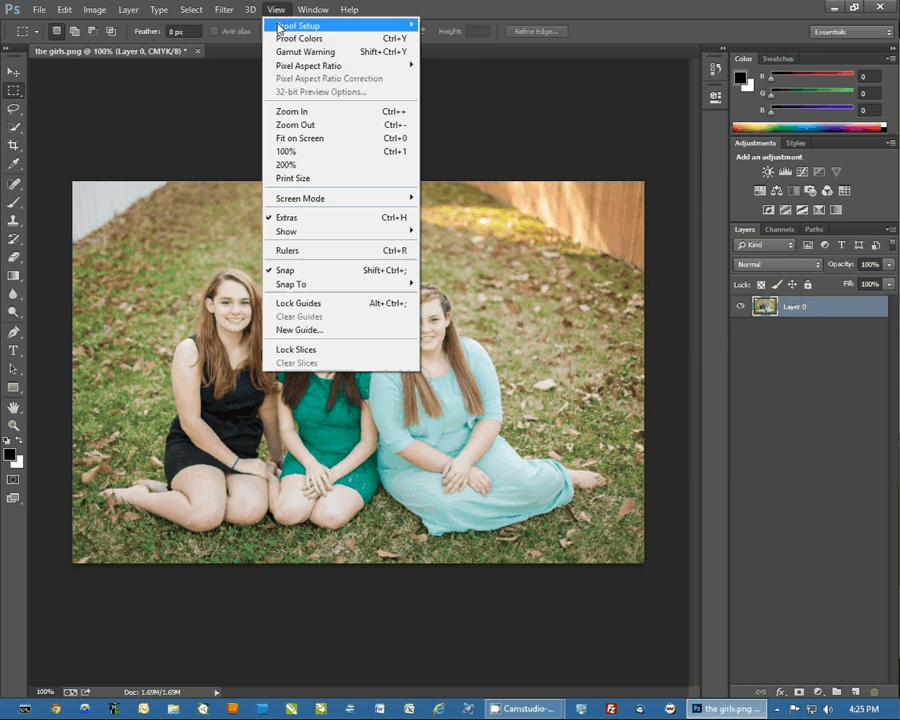 Ps File Edit Image Layer Type Select Filter 3D View Window Help
Feather: 0 px Anti-alias Height: Refine Edge... Essentials
the girls.png @ 100% (Layer 0, CMYK/8) * ×
Proof Setup
Proof Colors Ctrl+Y
Gamut Warning Shift+Ctrl+Y
Pixel Aspect Ratio
Pixel Aspect Ratio Correction
32-bit Preview Options...
Zoom In Ctrl++
Zoom Out Ctrl+-
Fit on Screen Ctrl+0
100% Ctrl+1
200%
Print Size
Screen Mode
Extras Ctrl+H
Show
Rulers Ctrl+R
Snap Shift+Ctrl+;
Snap To
Lock Guides Alt+Ctrl+;
Clear Guides
New Guide...
Lock Slices
Clear Slices
Color Swatches
R 0
G 0
B 0
Adjustments Styles
Add an adjustment
Layers Channels Paths
Kind
Normal Opacity: 100%
Lock: Fill: 100%
Layer 0
100% Doc: 1.69M/1.69M
Camstudio-... Ps the girls.png ... 4:25 PM